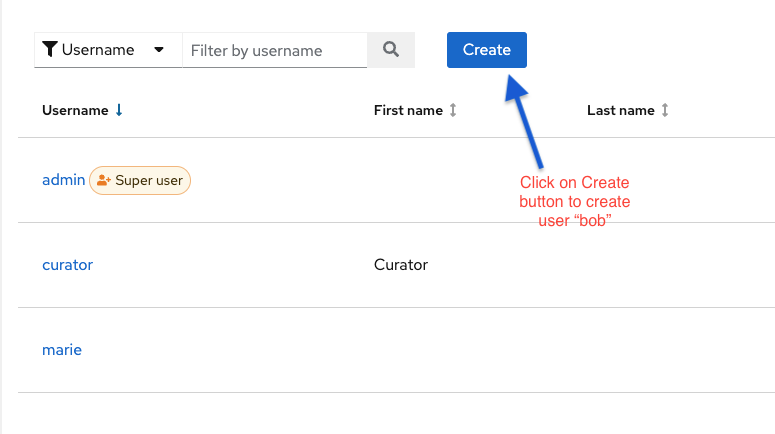 Username Filter by username Create
Username First name Last name
admin Super user
Click on Create
button to create
user “bob”
curator Curator
marie